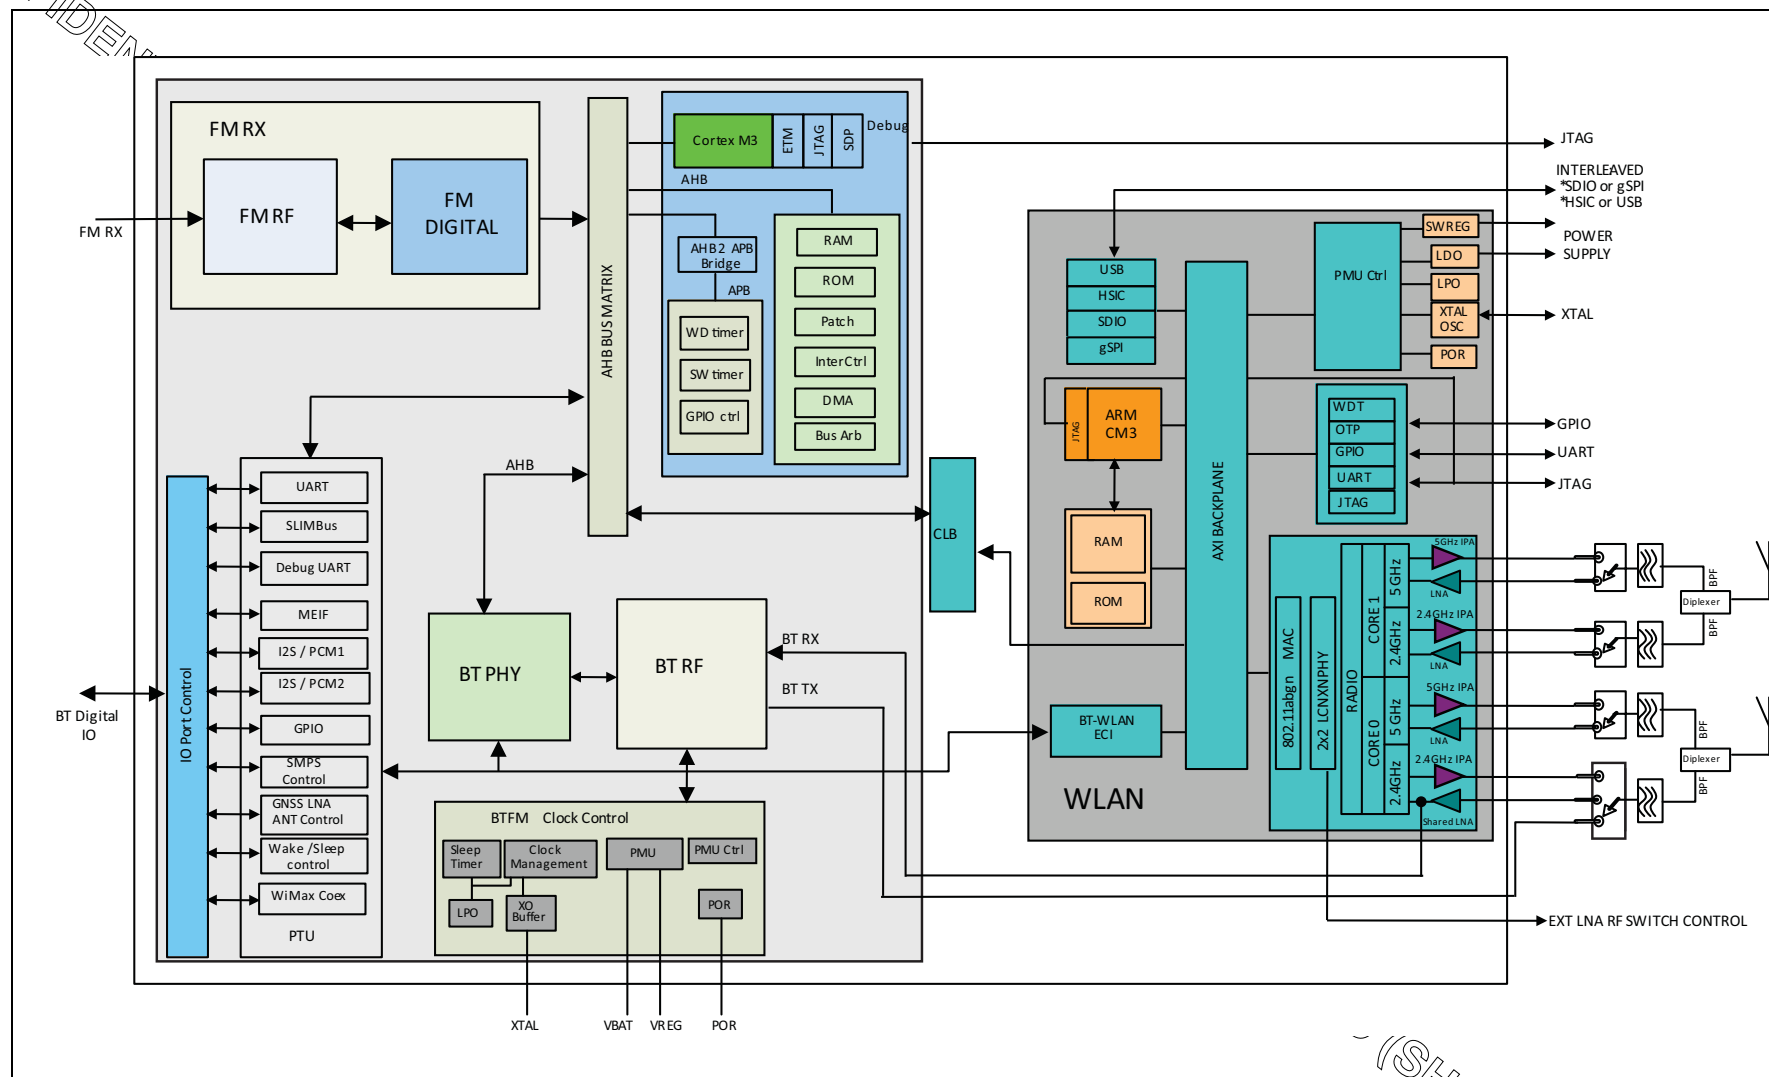 IDEN
FM RX
FM RF
FM
DIGITAL
FM RX
AHB BUS MATRIX
Cortex M3
ETM
JTAG
SDP
Debug
AHB
AHB2 APB
Bridge
APB
WD timer
SW timer
GPIO ctrl
RAM
ROM
Patch
InterCtrl
DMA
Bus Arb
JTAG
INTERLEAVED
*SDIO or gSPI
*HSIC or USB
POWER
SUPPLY
XTAL
GPIO
UART
JTAG
USB
HSIC
SDIO
gSPI
PMU Ctrl
SWREG
LDO
LPO
XTAL
OSC
POR
JTAG
ARM
CM3
RAM
ROM
AXI BACKPLANE
WDT
OTP
GPIO
UART
JTAG
CLB
AHB
BT Digital
IO
IO Port Control
UART
SLIMBus
Debug UART
MEIF
I2S / PCM1
I2S / PCM2
GPIO
SMPS
Control
GNSS LNA
ANT Control
Wake /Sleep
control
WiMax Coex
PTU
BT PHY
BT RF
BT RX
BT TX
BTFM Clock Control
Sleep
Timer
Clock
Management
PMU
PMU Ctrl
LPO
XO
Buffer
POR
XTAL
VBAT
VREG
POR
BT-WLAN
ECI
WLAN
802.11abgn MAC
2x2 LCNXNPHY
RADIO
CORE 1
CORE 0
5 GHz
2.4GHz
5 GHz
2.4GHz
5GHz IPA
LNA
2.4GHz IPA
LNA
5GHz IPA
LNA
2.4GHz IPA
Shared LNA
BPF
Diplexer
BPF
BPF
Diplexer
BPF
EXT LNA RF SWITCH CONTROL
(SH